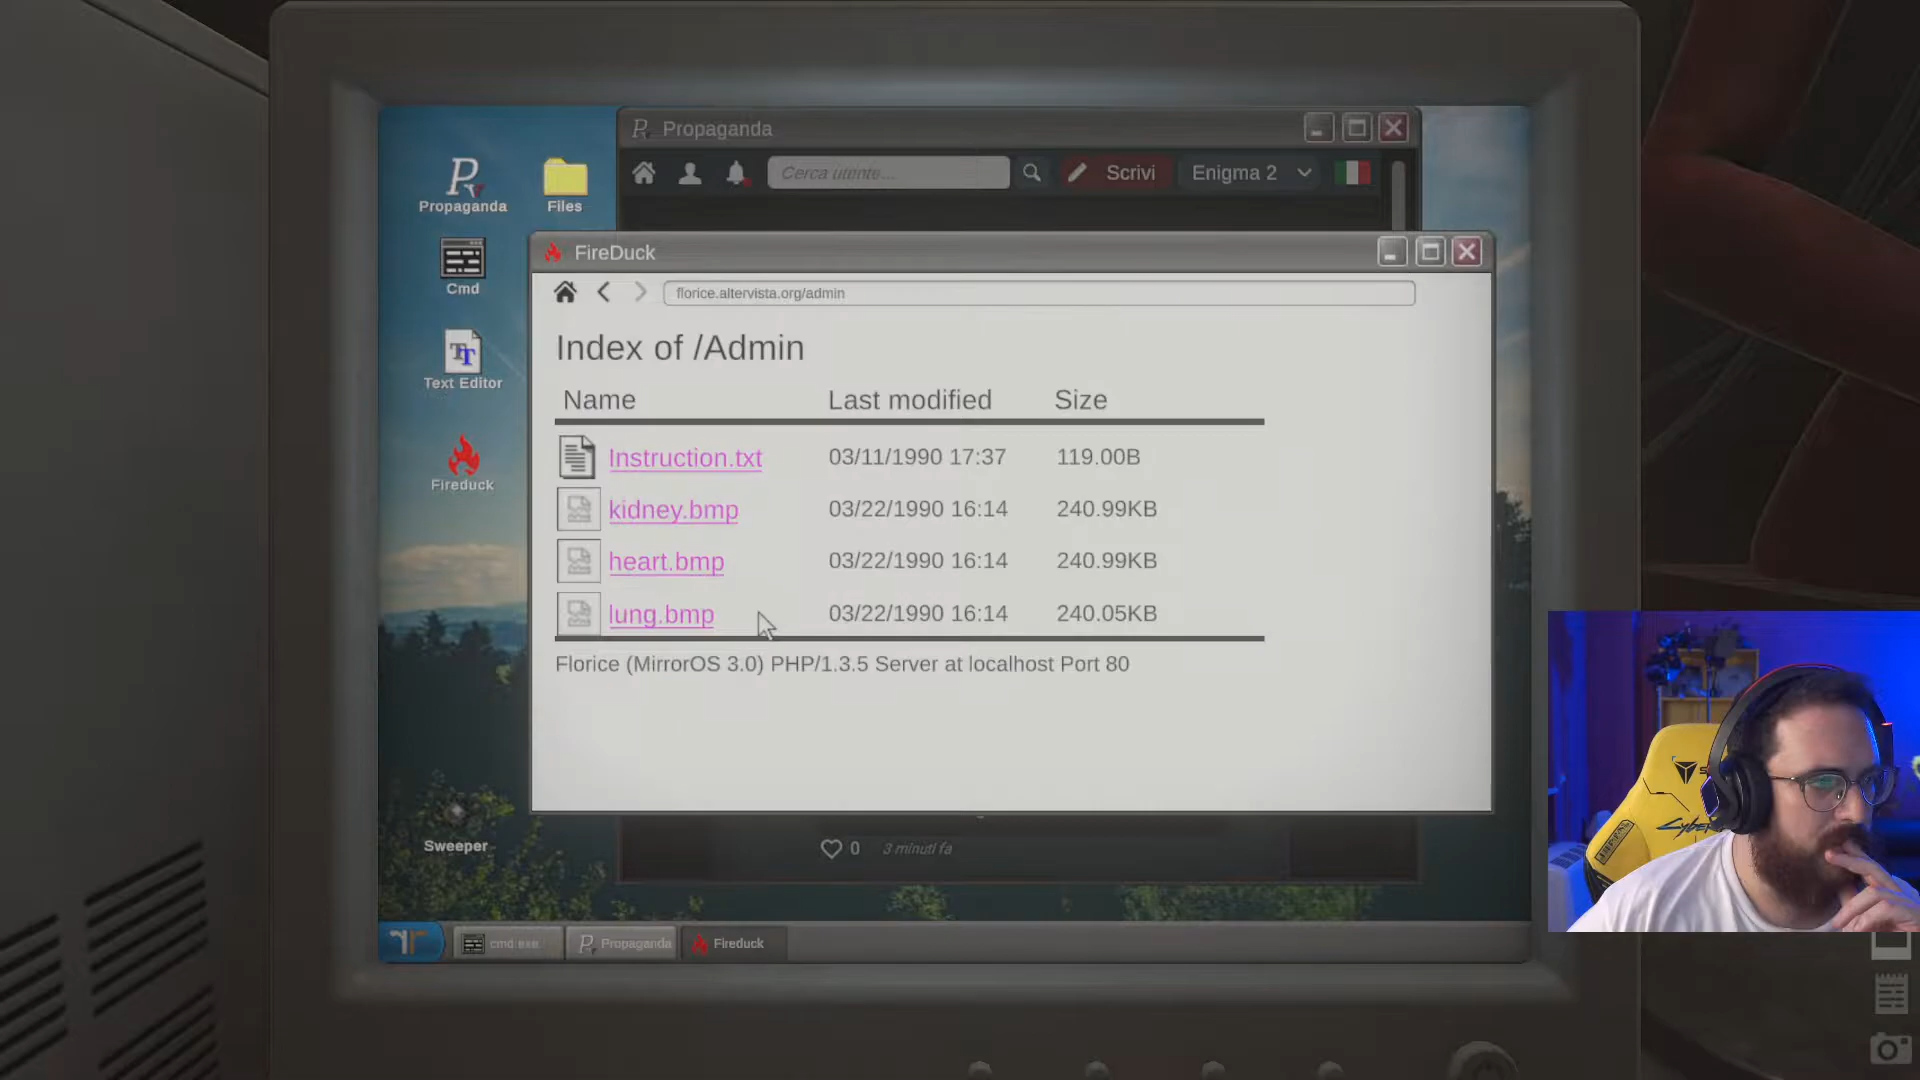 Propaganda
Cerca utente...
Scrivi
Enigma 2
Propaganda
Files
Cmd
Text Editor
Fireduck
Sweeper
FireDuck
florice.altervista.org/admin
Index of /Admin
Name Last modified Size
Instruction.txt 03/11/1990 17:37 119.00B
kidney.bmp 03/22/1990 16:14 240.99KB
heart.bmp 03/22/1990 16:14 240.99KB
lung.bmp 03/22/1990 16:14 240.05KB
Florice (MirrorOS 3.0) PHP/1.3.5 Server at localhost Port 80
0 3 minuti fa
cmd.exe Propaganda Fireduck